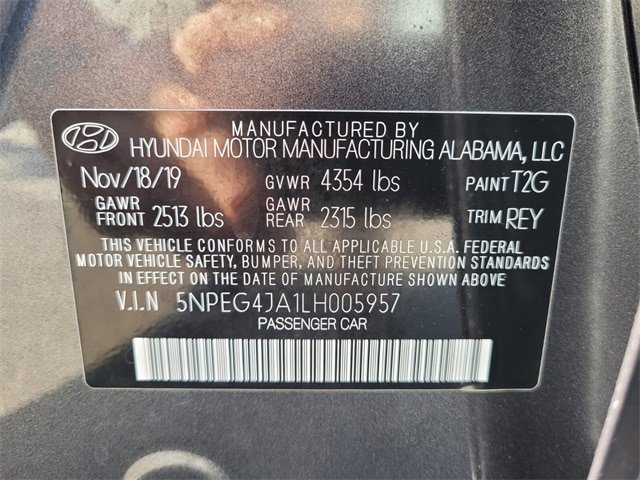 MANUFACTURED BY
HYUNDAI MOTOR MANUFACTURING ALABAMA, LLC
Nov/18/19 GVWR 4354 lbs PAINT T2G
GAWR FRONT 2513 lbs GAWR REAR 2315 lbs TRIM REY
THIS VEHICLE CONFORMS TO ALL APPLICABLE U.S.A. FEDERAL
MOTOR VEHICLE SAFETY, BUMPER, AND THEFT PREVENTION STANDARDS
IN EFFECT ON THE DATE OF MANUFACTURE SHOWN ABOVE
V.I.N 5NPEG4JA1LH005957
PASSENGER CAR